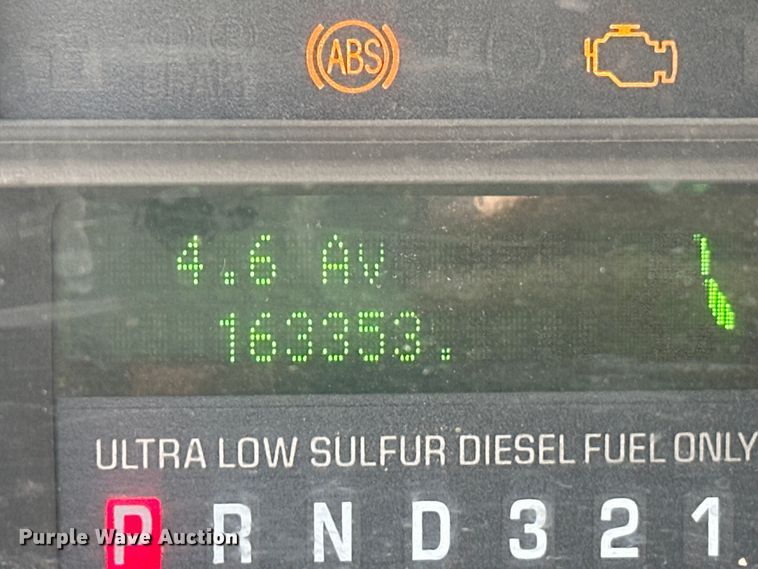 ABS
4.6 AV
163353.
ULTRA LOW SULFUR DIESEL FUEL ONLY
P R N D 3 2 1
Purple Wave Auction